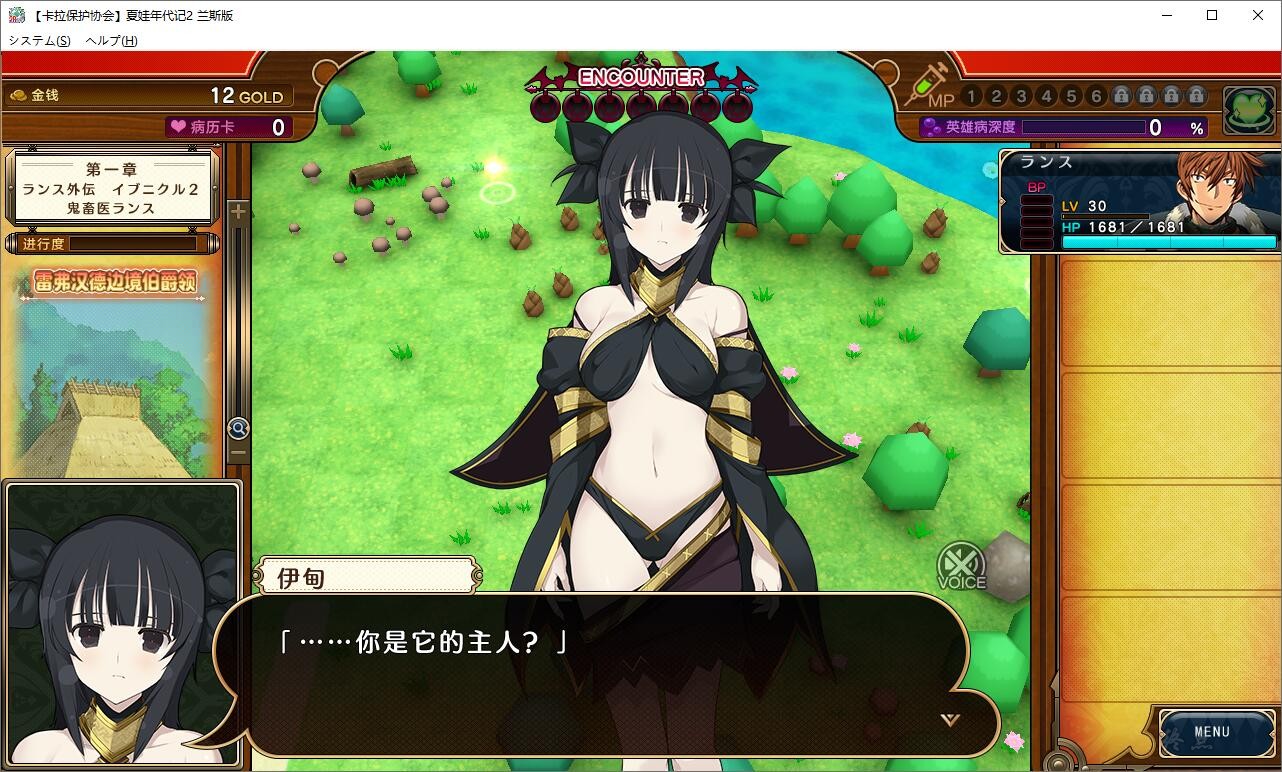 【卡拉保护协会】夏娃年代记2 兰斯版
システム(S) ヘルプ(H)
金钱 12 GOLD
病历卡 0
ENCOUNTER
MP 1 2 3 4 5 6
英雄病深度 0 %
第一章
ランス外伝 イブニクル2
鬼畜医ランス
进行度
雷弗汉德边境伯爵领
ランス
BP
LV 30
HP 1681/1681
VOICE
伊甸
「……你是它的主人？」
MENU